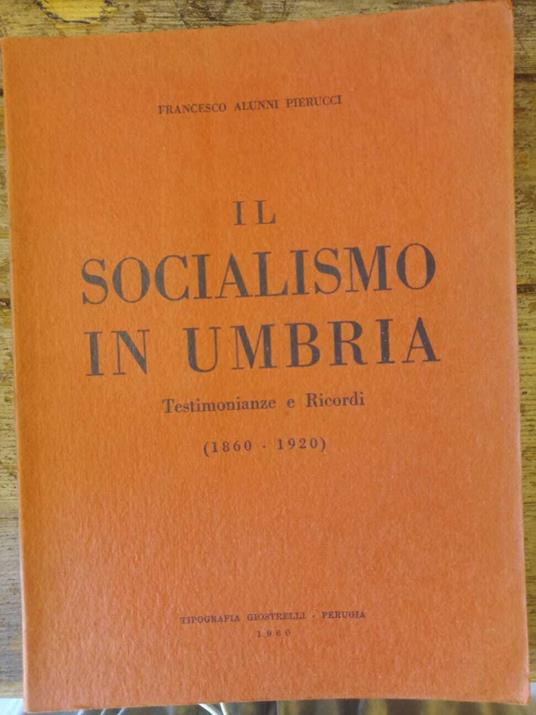 FRANCESCO ALUNNI PIERUCCI
IL
SOCIALISMO
IN UMBRIA
Testimonianze e Ricordi
(1860 - 1920)
TIPOGRAFIA GIOSTRELLI - PERUGIA
1960